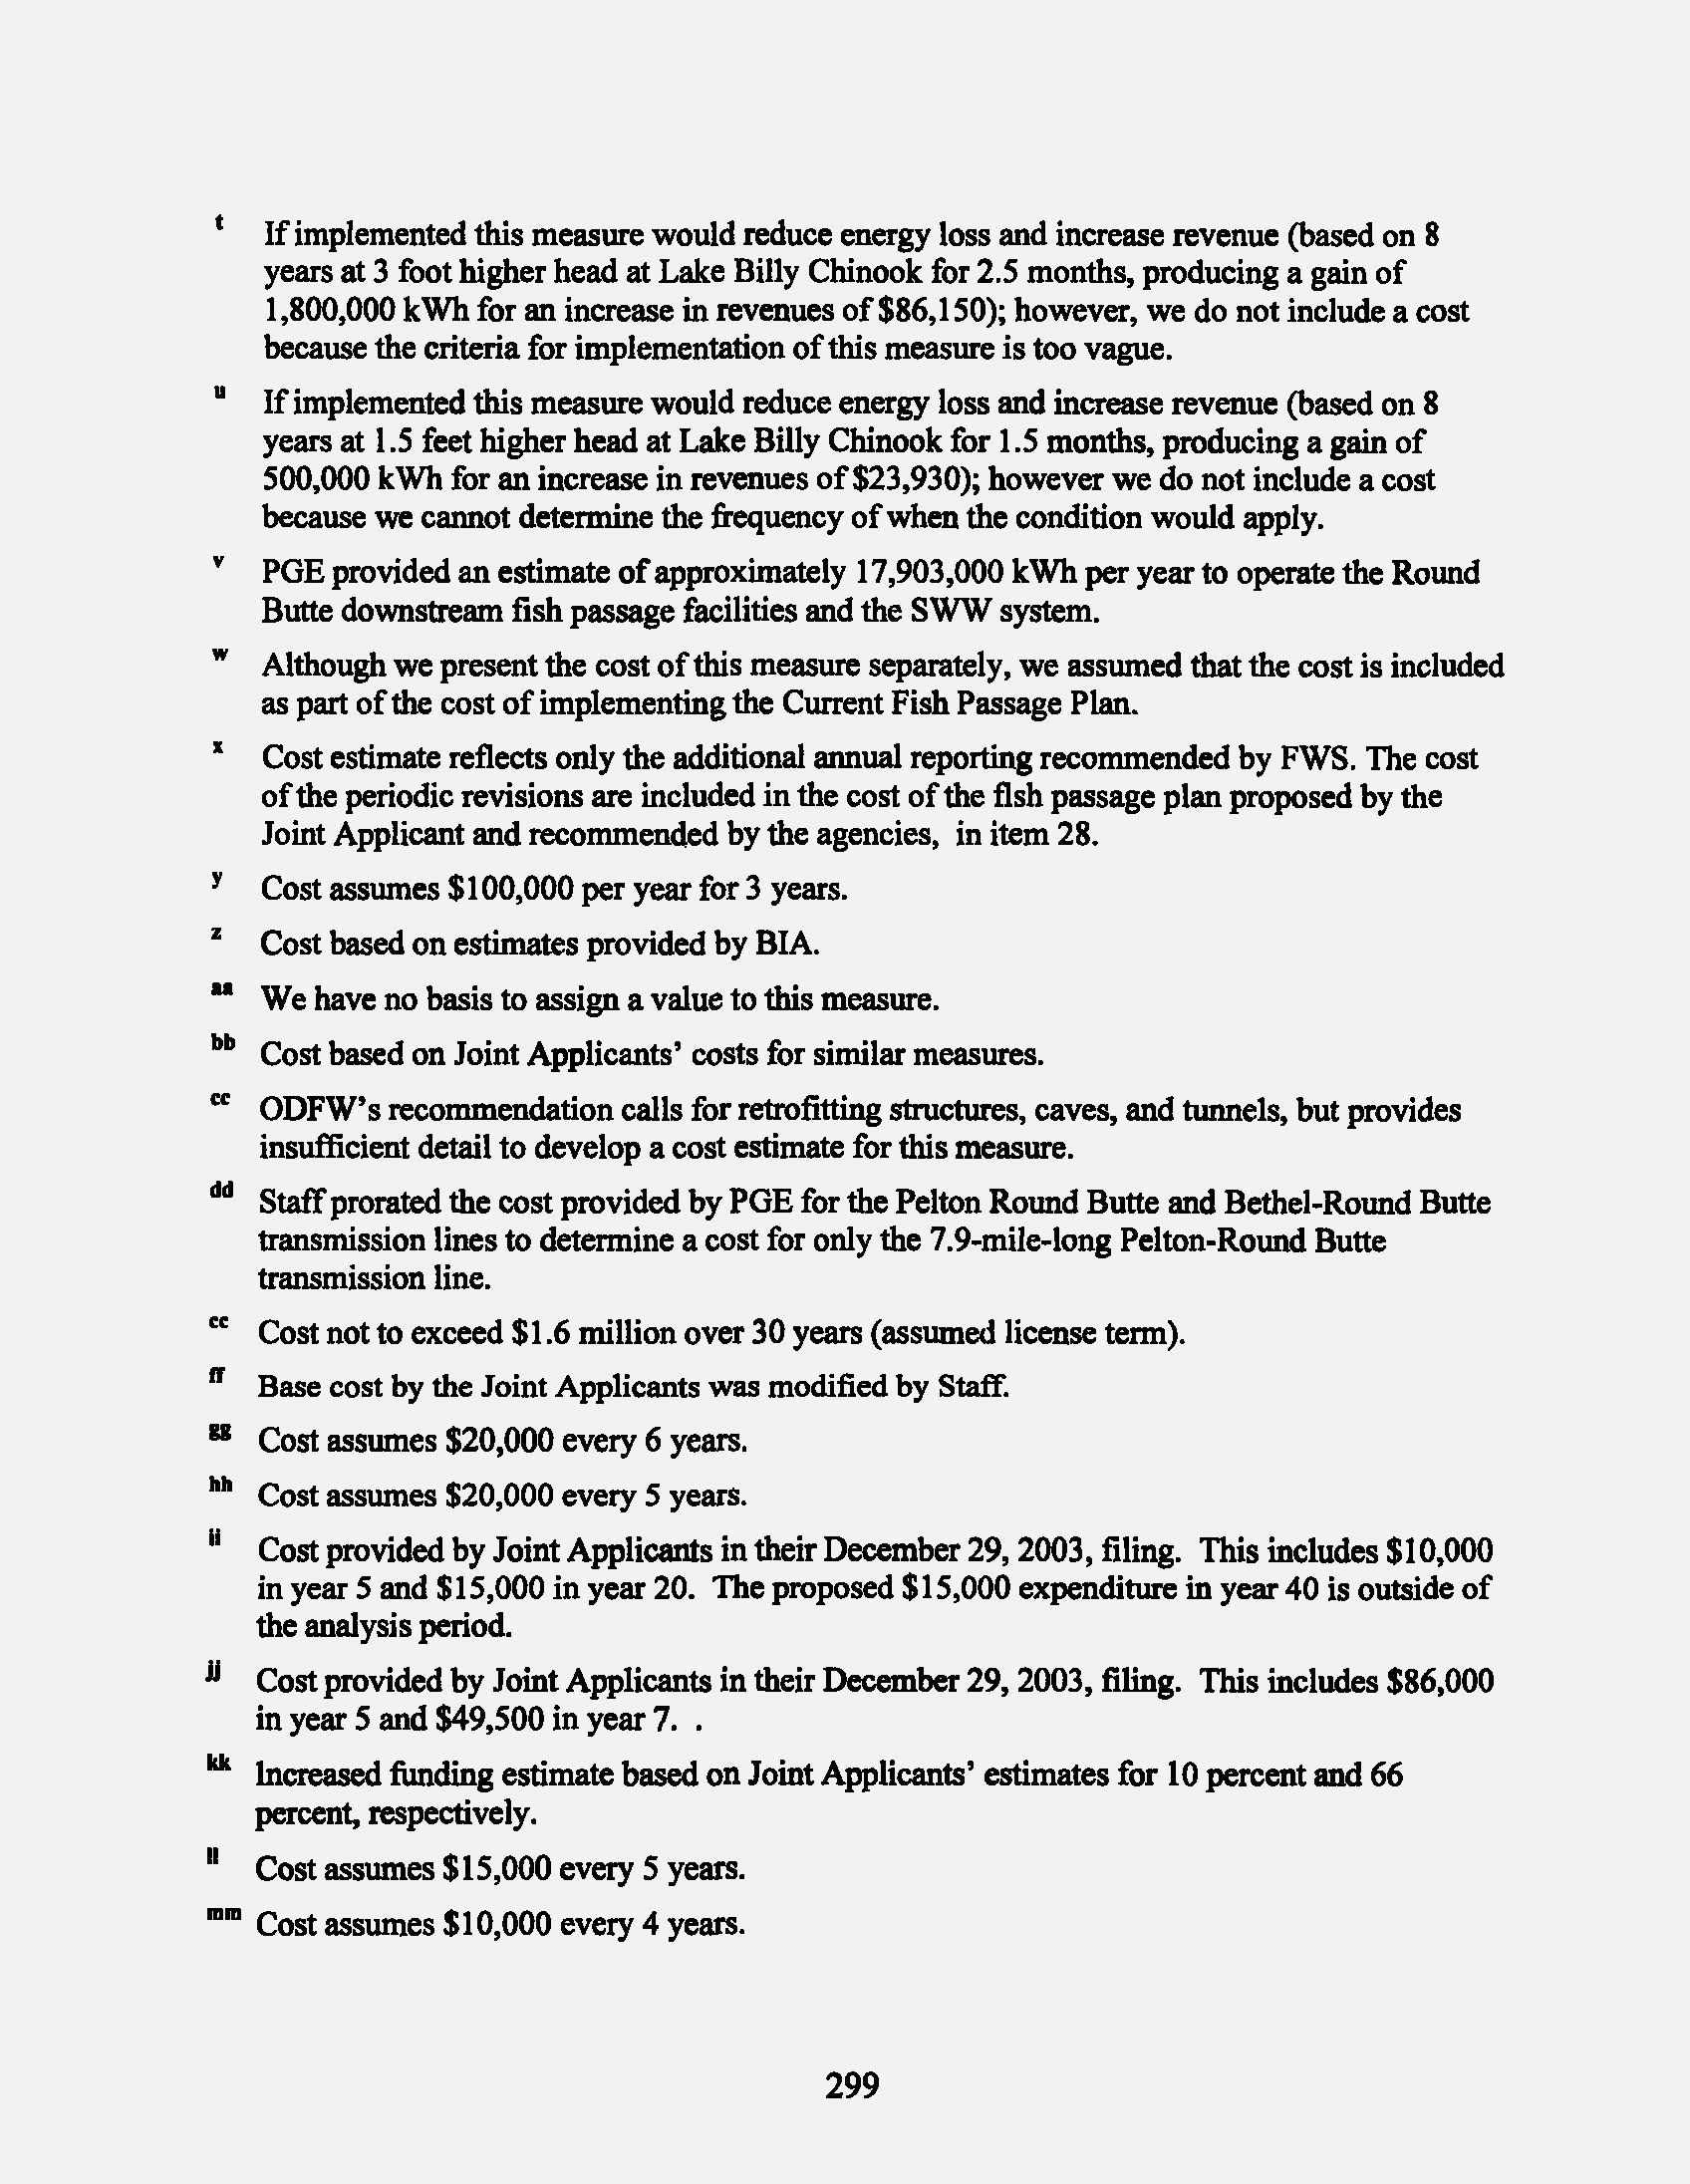 t If implemented this measure would reduce energy loss and increase revenue (based on 8
years at 3 foot higher head at Lake Billy Chinook for 2.5 months, producing a gain of
1,800,000 kWh for an increase in revenues of $86,150); however, we do not include a cost
because the criteria for implementation of this measure is too vague.
u If implemented this measure would reduce energy loss and increase revenue (based on 8
years at 1.5 feet higher head at Lake Billy Chinook for 1.5 months, producing a gain of
500,000 kWh for an increase in revenues of $23,930); however we do not include a cost
because we cannot determine the frequency of when the condition would apply.
v PGE provided an estimate of approximately 17,903,000 kWh per year to operate the Round
Butte downstream fish passage facilities and the SWW system.
w Although we present the cost of this measure separately, we assumed that the cost is included
as part of the cost of implementing the Current Fish Passage Plan.
x Cost estimate reflects only the additional annual reporting recommended by FWS. The cost
of the periodic revisions are included in the cost of the fish passage plan proposed by the
Joint Applicant and recommended by the agencies, in item 28.
y Cost assumes $100,000 per year for 3 years.
z Cost based on estimates provided by BIA.
aa We have no basis to assign a value to this measure.
bb Cost based on Joint Applicants' costs for similar measures.
cc ODFW's recommendation calls for retrofitting structures, caves, and tunnels, but provides
insufficient detail to develop a cost estimate for this measure.
dd Staff prorated the cost provided by PGE for the Pelton Round Butte and Bethel-Round Butte
transmission lines to determine a cost for only the 7.9-mile-long Pelton-Round Butte
transmission line.
cc Cost not to exceed $1.6 million over 30 years (assumed license term).
ff Base cost by the Joint Applicants was modified by Staff.
gg Cost assumes $20,000 every 6 years.
hh Cost assumes $20,000 every 5 years.
ii Cost provided by Joint Applicants in their December 29, 2003, filing. This includes $10,000
in year 5 and $15,000 in year 20. The proposed $15,000 expenditure in year 40 is outside of
the analysis period.
jj Cost provided by Joint Applicants in their December 29, 2003, filing. This includes $86,000
in year 5 and $49,500 in year 7. .
kk Increased funding estimate based on Joint Applicants' estimates for 10 percent and 66
percent, respectively.
ll Cost assumes $15,000 every 5 years.
mm Cost assumes $10,000 every 4 years.
299